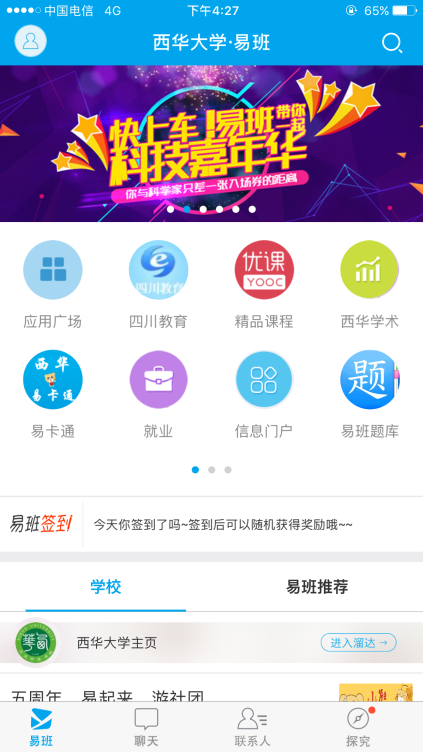 中国电信 4G 下午4:27 65%
西华大学·易班
快上车 易班带你一起
科技嘉年华
你与科学家只差一张入场券的距离
四川教育
优课
YOOC
应用广场 四川教育 精品课程 西华学术
西华
易卡通
题
易卡通 就业 信息门户 易班题库
易班签到 今天你签到了吗~签到后可以随机获得奖励哦~~
学校 易班推荐
西华大学主页 进入溜达 →
五周年，易起来，游社团
易班 聊天 联系人 探究